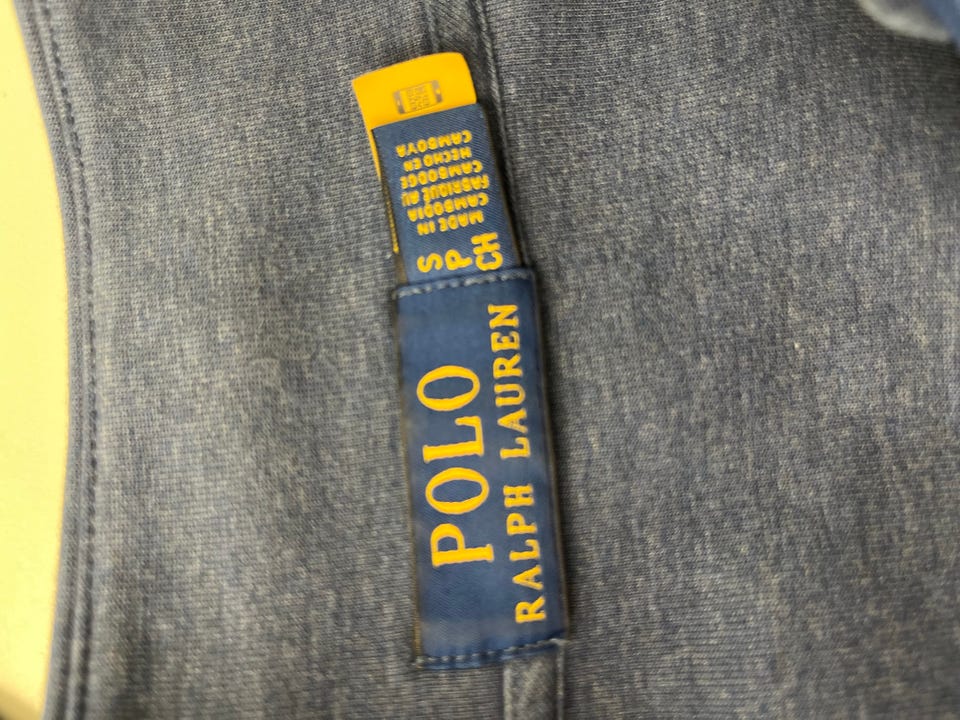 POLO
RALPH LAUREN
S
P
CH
MADE IN
CAMBODIA
FABRIQUÉ AU
CAMBODGE
HECHO EN
CAMBOYA